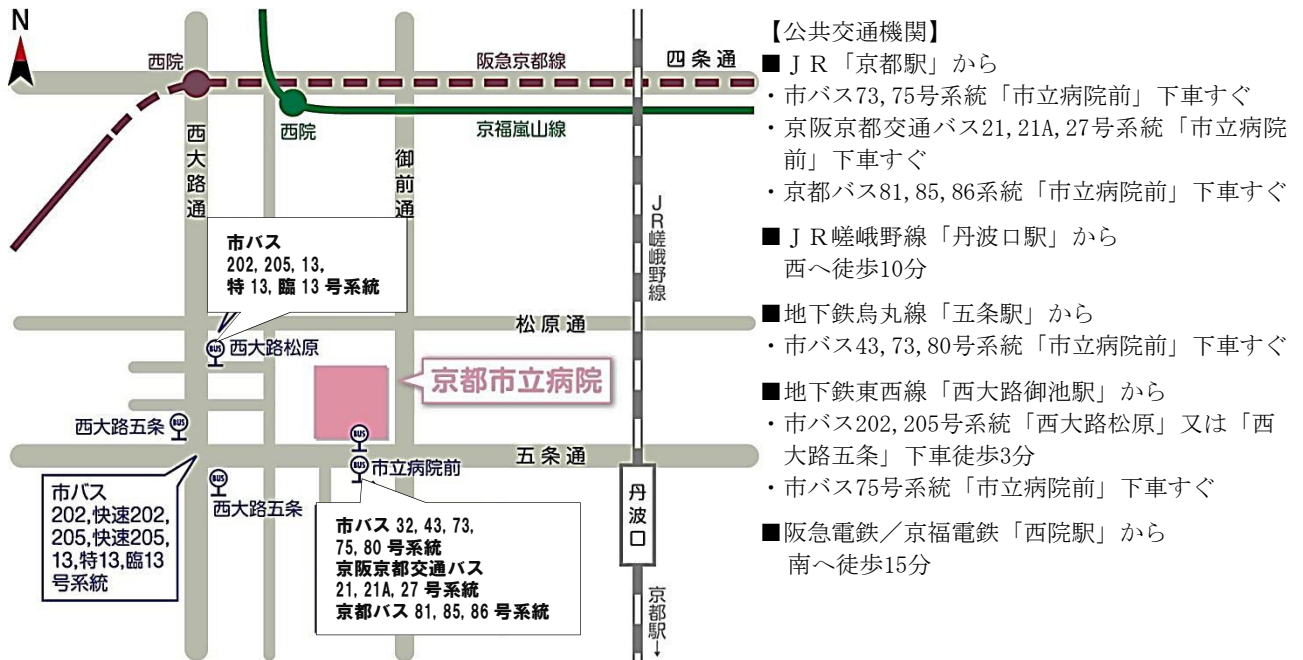 N
西院
阪急京都線
四条通
西院
京福嵐山線
西大路通
御前通
JR嵯峨野線
市バス
202, 205, 13,
特 13, 臨 13 号系統
松原通
BUS
西大路松原
京都市立病院
西大路五条
BUS
BUS
五条通
BUS
市立病院前
BUS
西大路五条
丹波口
市バス
202,快速202,
205,快速205,
13,特13,臨13
号系統
市バス 32, 43, 73,
75, 80 号系統
京阪京都交通バス
21, 21A, 27 号系統
京都バス 81, 85, 86 号系統
京都駅→
【公共交通機関】
■ＪＲ「京都駅」から
・市バス73,75号系統「市立病院前」下車すぐ
・京阪京都交通バス21,21A,27号系統「市立病院
前」下車すぐ
・京都バス81,85,86系統「市立病院前」下車すぐ
■ＪＲ嵯峨野線「丹波口駅」から
西へ徒歩10分
■地下鉄烏丸線「五条駅」から
・市バス43,73,80号系統「市立病院前」下車すぐ
■地下鉄東西線「西大路御池駅」から
・市バス202,205号系統「西大路松原」又は「西
大路五条」下車徒歩3分
・市バス75号系統「市立病院前」下車すぐ
■阪急電鉄／京福電鉄「西院駅」から
南へ徒歩15分